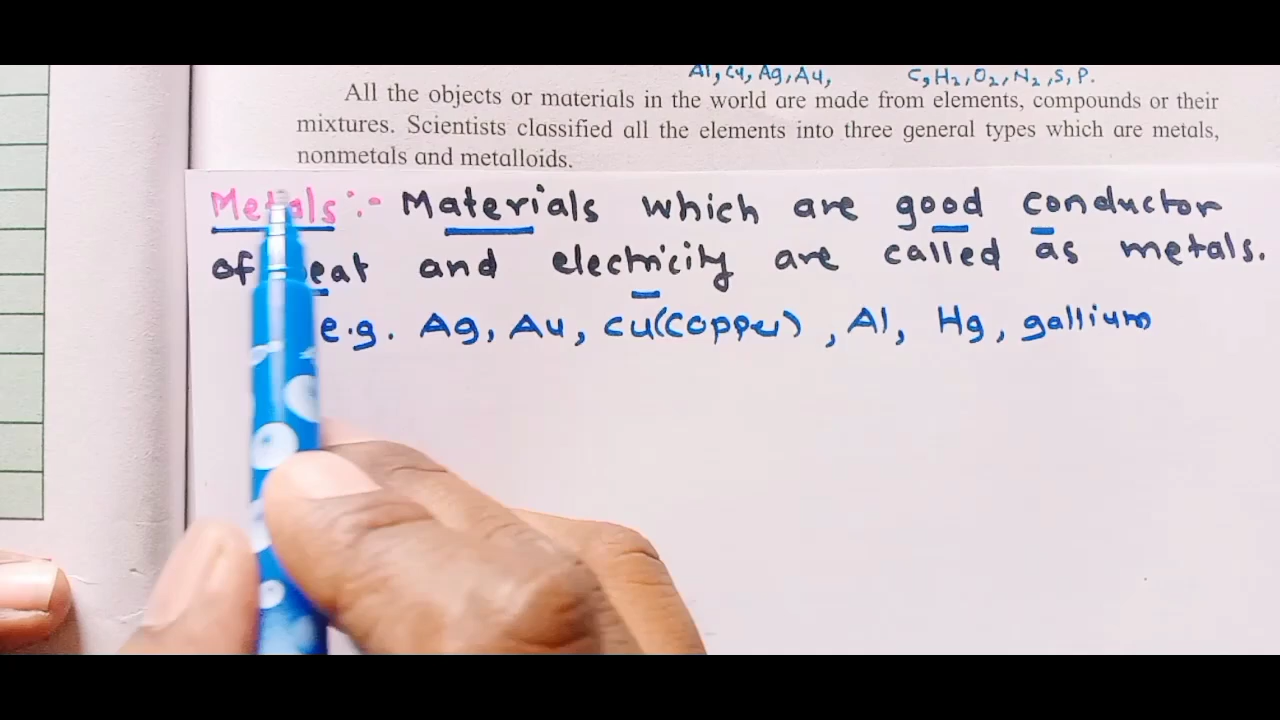 Al, Cu, Ag, Au, C, H2, O2, N2, S, P.
All the objects or materials in the world are made from elements, compounds or their
mixtures. Scientists classified all the elements into three general types which are metals,
nonmetals and metalloids.
Metals :- Materials which are good conductor
of heat and electricity are called as metals.
e.g. Ag, Au, Cu(Copper) , Al, Hg, gallium